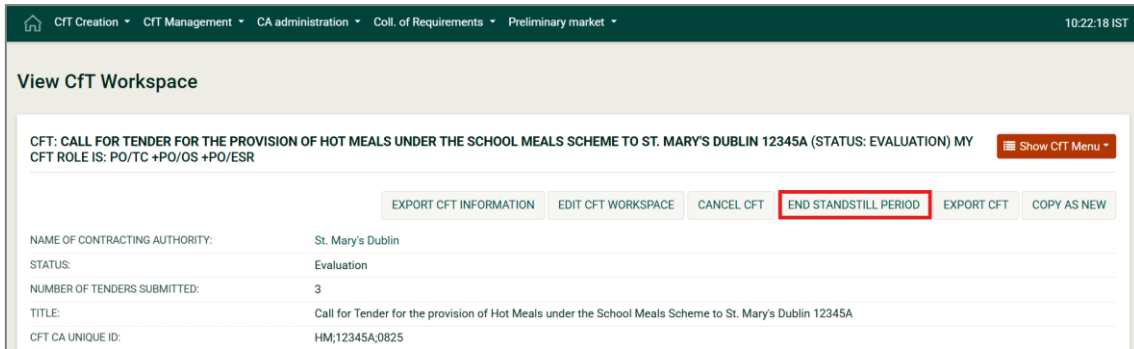 CfT Creation CfT Management CA administration Coll. of Requirements Preliminary market 10:22:18 IST
View CfT Workspace
CFT: CALL FOR TENDER FOR THE PROVISION OF HOT MEALS UNDER THE SCHOOL MEALS SCHEME TO ST. MARY'S DUBLIN 12345A (STATUS: EVALUATION) MY
CFT ROLE IS: PO/TC +PO/OS +PO/ESR
Show CfT Menu
EXPORT CFT INFORMATION EDIT CFT WORKSPACE CANCEL CFT END STANDSTILL PERIOD EXPORT CFT COPY AS NEW
NAME OF CONTRACTING AUTHORITY: St. Mary's Dublin
STATUS: Evaluation
NUMBER OF TENDERS SUBMITTED: 3
TITLE: Call for Tender for the provision of Hot Meals under the School Meals Scheme to St. Mary's Dublin 12345A
CFT CA UNIQUE ID: HM;12345A;0825